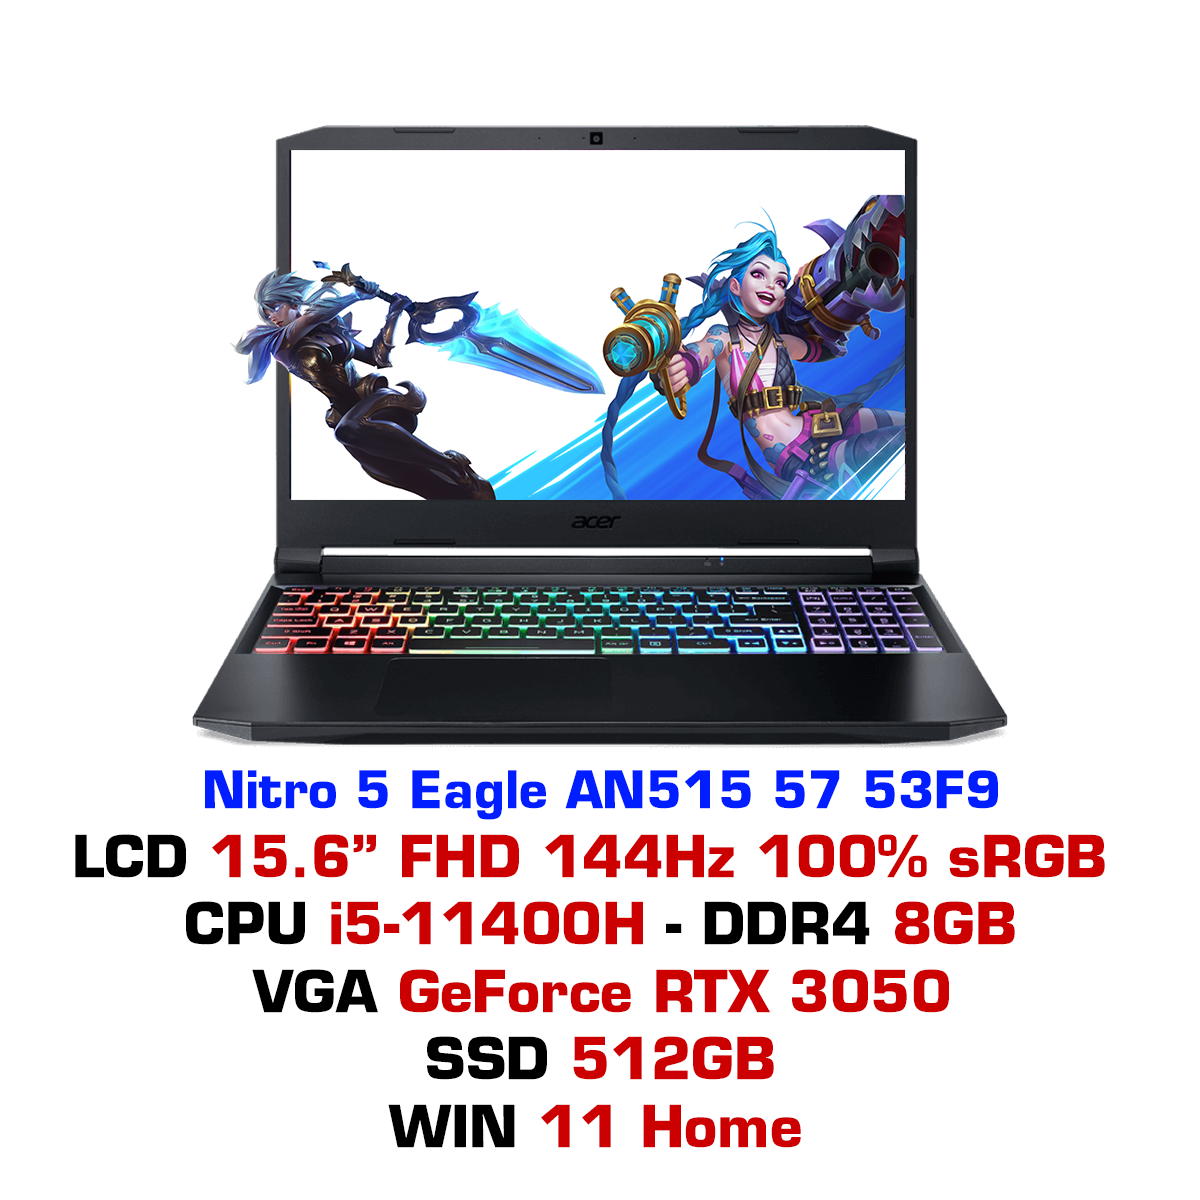 acer
Nitro 5 Eagle AN515 57 53F9
LCD 15.6” FHD 144Hz 100% sRGB
CPU i5-11400H - DDR4 8GB
VGA GeForce RTX 3050
SSD 512GB
WIN 11 Home